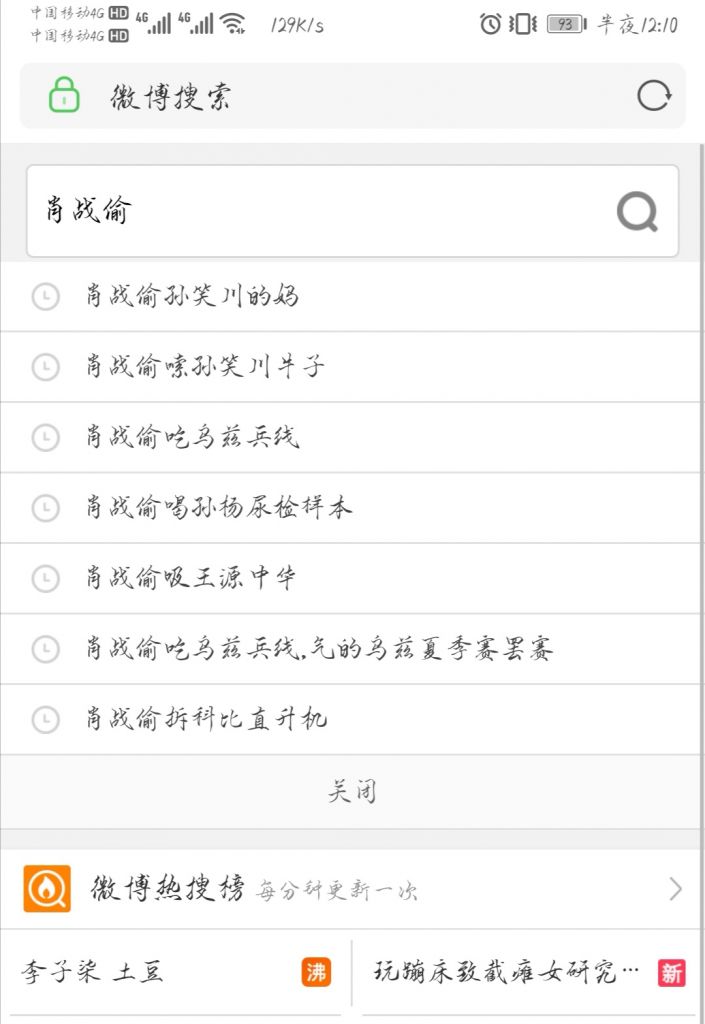 中国移动4G HD 4G 4G 129K/s 93 半夜12:10
中国移动4G HD
微博搜索
肖战偷
肖战偷孙笑川的妈
肖战偷嗦孙笑川牛子
肖战偷吃乌兹兵线
肖战偷喝孙杨尿检样本
肖战偷吸王源中华
肖战偷吃乌兹兵线,气的乌兹夏季赛罢赛
肖战偷拆科比直升机
关闭
微博热搜榜 每分钟更新一次
李子柒 土豆 沸
玩蹦床致截瘫女研究… 新